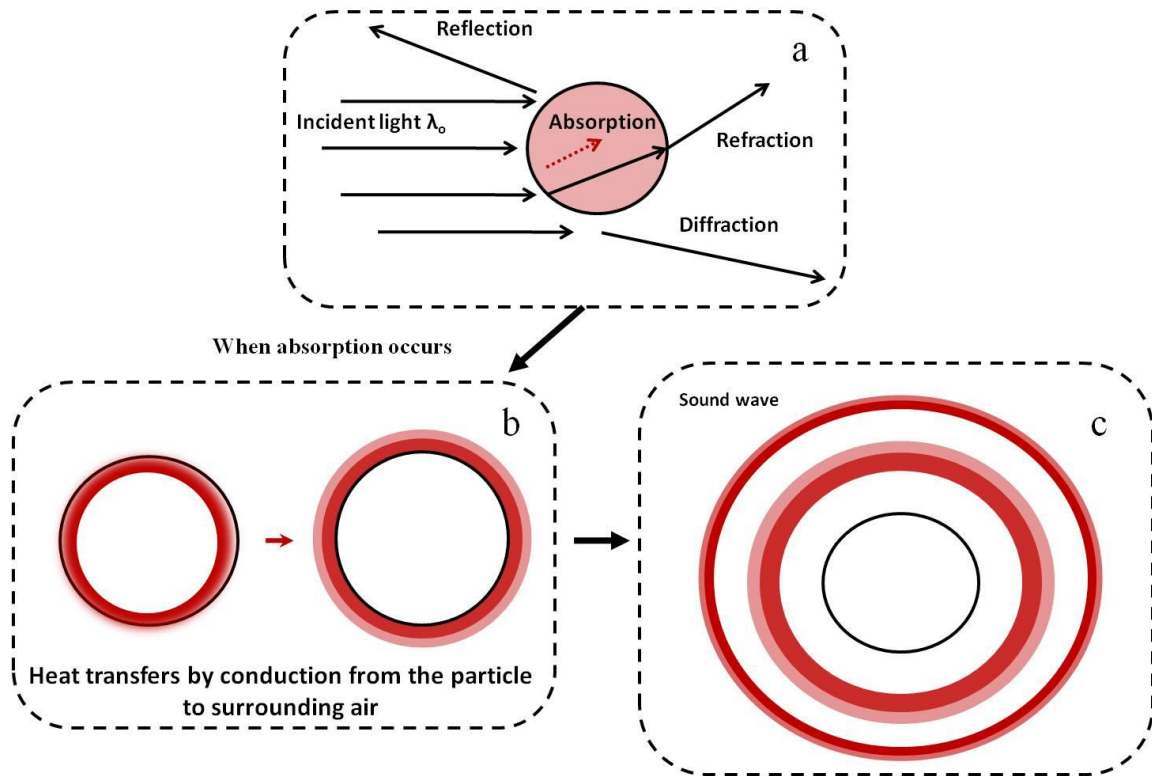 a
Reflection
Incident light λₒ
Absorption
Refraction
Diffraction
When absorption occurs
b
Heat transfers by conduction from the particle
to surrounding air
Sound wave
c